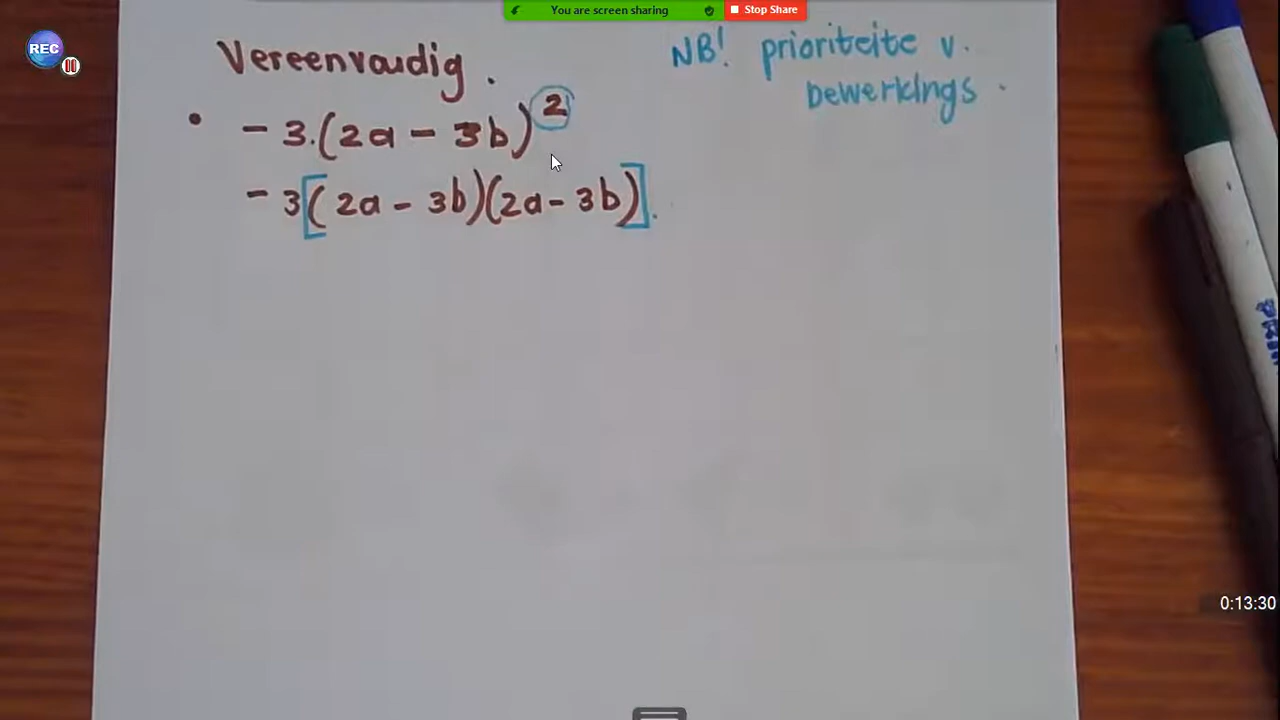 You are screen sharing Stop Share
REC
Vereenvoudig.
NB! prioriteite v.
bewerkings.
• - 3.(2a - 3b)²
- 3[(2a - 3b)(2a - 3b)].
0:13:30